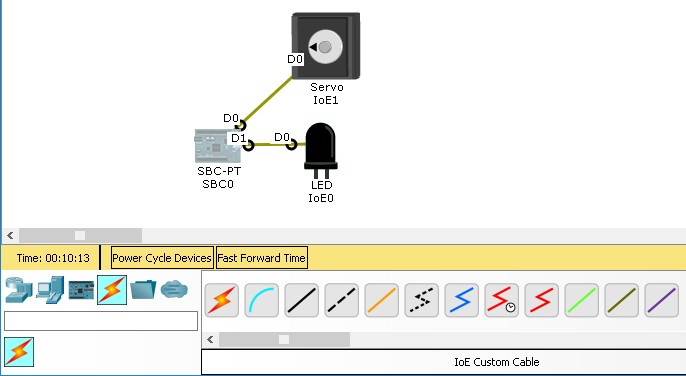 D0
Servo
IoE1
D0
D1
D0
SBC-PT
SBC0
LED
IoE0
Time: 00:10:13
Power Cycle Devices
Fast Forward Time
IoE Custom Cable